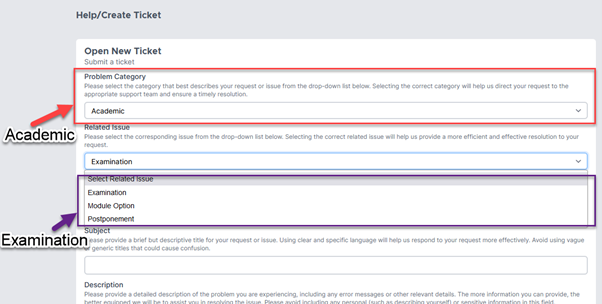 Help/Create Ticket
Open New Ticket
Submit a ticket
Problem Category
Please select the category that best describes your request or issue from the drop-down list below. Selecting the correct category will help us direct your request to the
appropriate support team and ensure a timely resolution.
Academic
Academic
Related Issue
Please select the corresponding issue from the drop-down list below. Selecting the correct related issue will help us provide a more efficient and effective resolution to your
request.
Examination
Select Related Issue
Examination
Module Option
Postponement
Examination
Subject
Please provide a brief but descriptive title for your request or issue. Using clear and specific language will help us respond to your request more effectively. Avoid using vague
or generic titles that could cause confusion.
Description
Please provide a detailed description of the problem you are experiencing, including any error messages or other relevant details. The more information you can provide, the
better equipped we will be to assist you in resolving the issue. Please avoid including any personal (such as describing yourself) or sensitive information in this field.